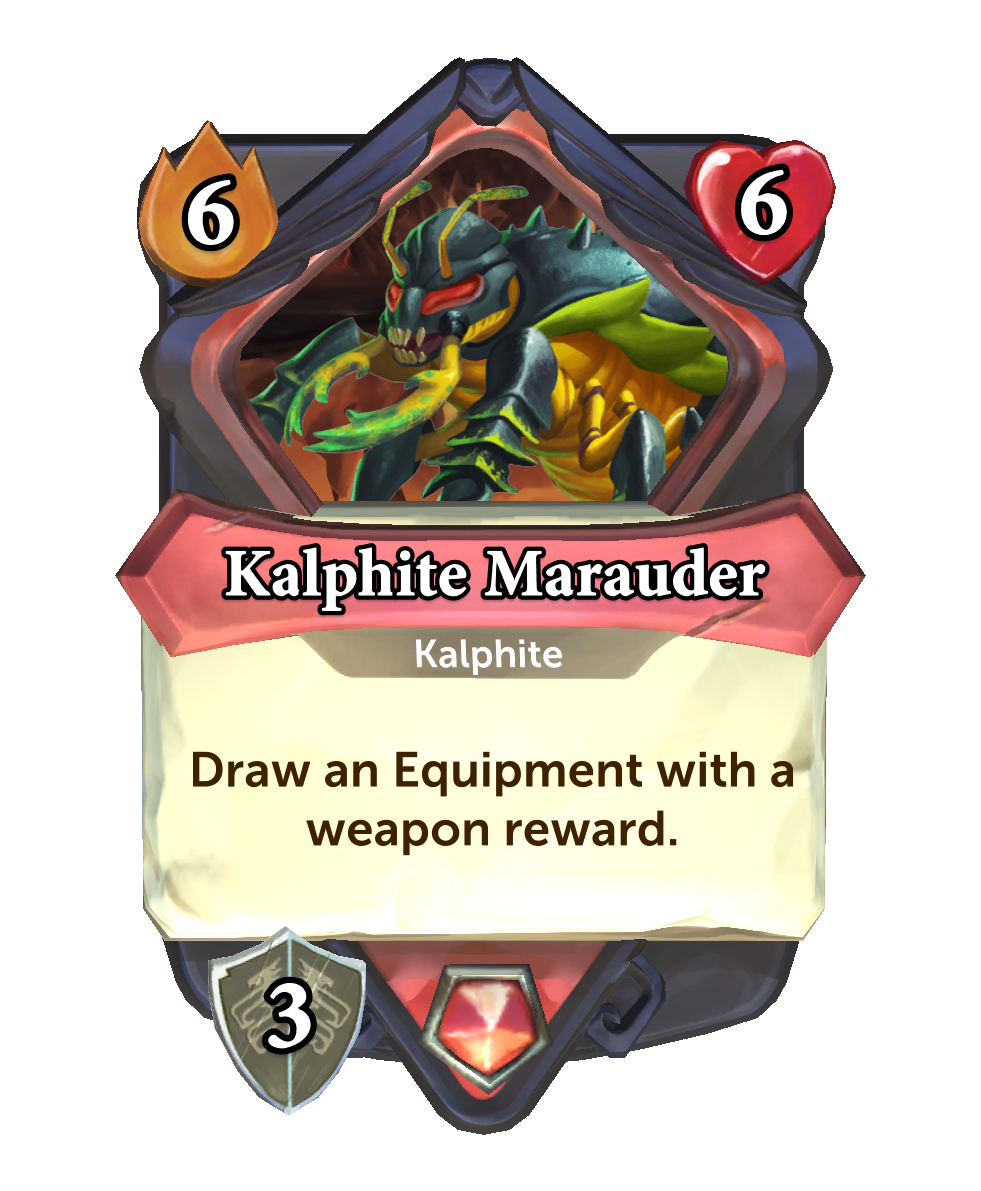 6
6
Kalphite Marauder
Kalphite
Draw an Equipment with a
weapon reward.
3